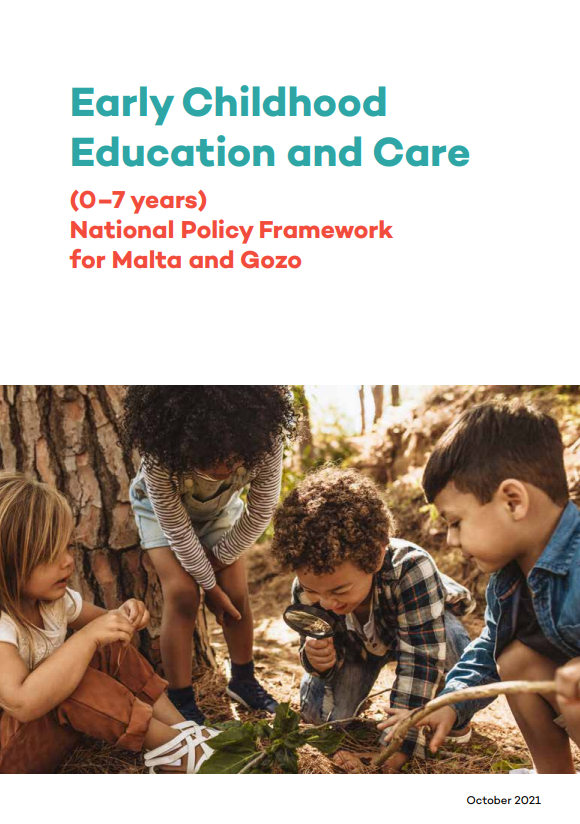 Early Childhood
Education and Care
(0–7 years)
National Policy Framework
for Malta and Gozo
October 2021